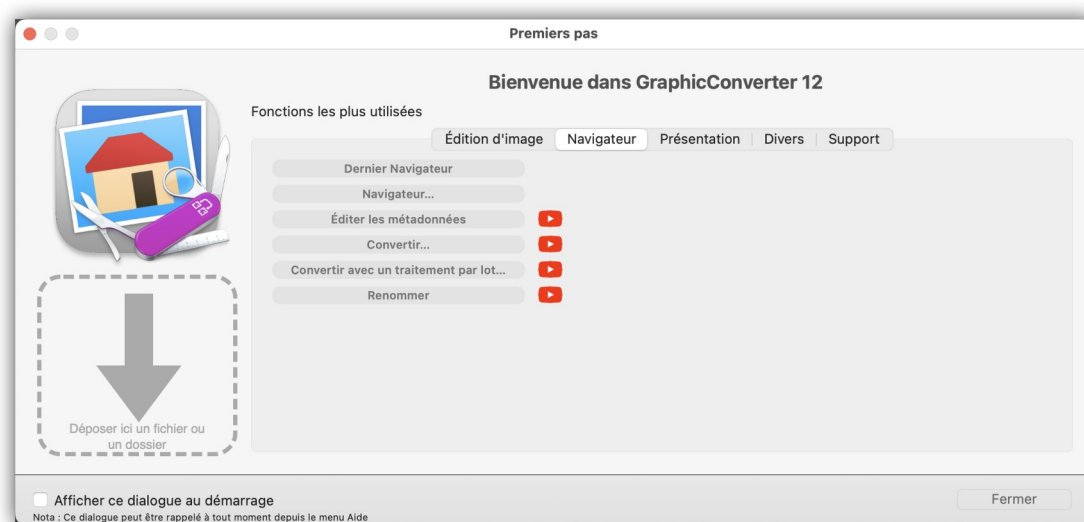 Premiers pas
Bienvenue dans GraphicConverter 12
Fonctions les plus utilisées
Édition d'image Navigateur Présentation Divers Support
Dernier Navigateur
Navigateur...
Éditer les métadonnées
Convertir...
Convertir avec un traitement par lot...
Renommer
Déposer ici un fichier ou
un dossier
Afficher ce dialogue au démarrage
Nota : Ce dialogue peut être rappelé à tout moment depuis le menu Aide
Fermer